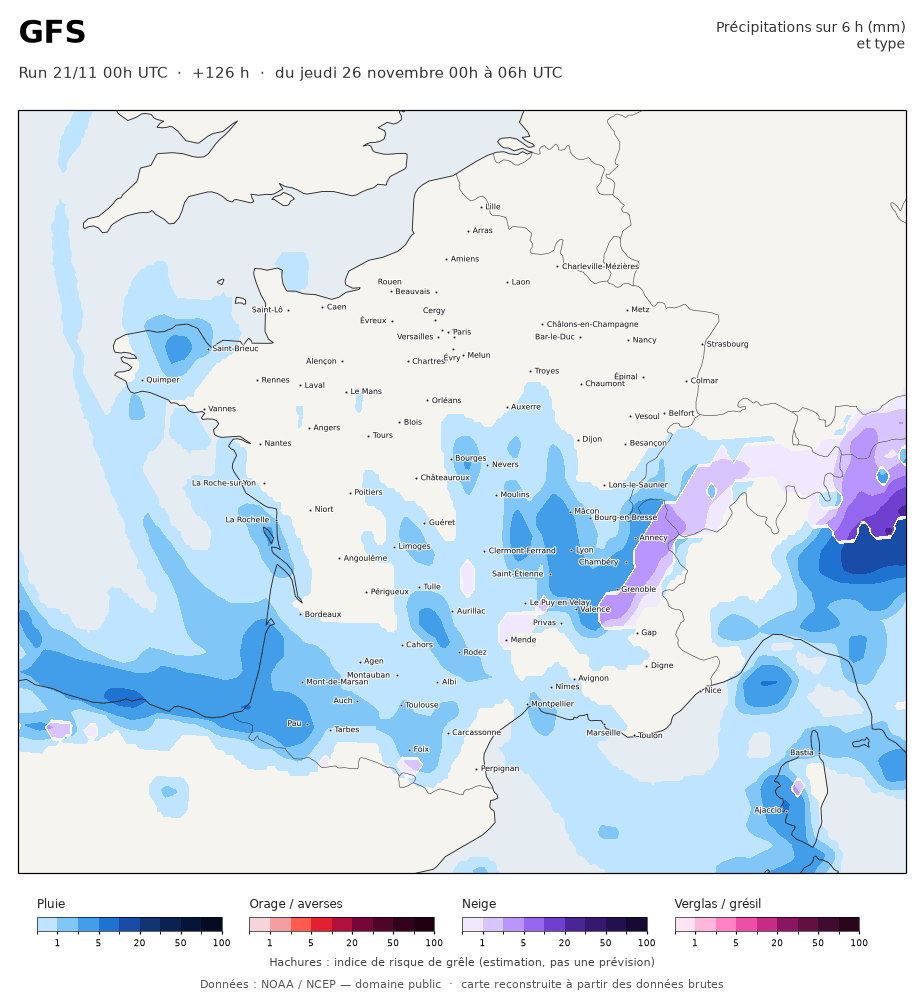 GFS
Précipitations sur 6 h (mm)
et type
Run 21/11 00h UTC · +126 h · du jeudi 26 novembre 00h à 06h UTC
Lille
Arras
Amiens
Charleville-Mézières
Rouen
Laon
Beauvais
Saint-Lô
Caen
Cergy
Metz
Évreux
Châlons-en-Champagne
Versailles
Paris
Bar-le-Duc
Nancy
Strasbourg
Saint-Brieuc
Alençon
Chartres
Évry
Melun
Troyes
Épinal
Quimper
Rennes
Laval
Chaumont
Colmar
Le Mans
Orléans
Vannes
Auxerre
Vesoul
Belfort
Angers
Blois
Tours
Dijon
Nantes
Besançon
Bourges
Nevers
La Roche-sur-Yon
Châteauroux
Lons-le-Saunier
Poitiers
Moulins
Niort
Mâcon
La Rochelle
Guéret
Bourg-en-Bresse
Annecy
Limoges
Clermont-Ferrand
Lyon
Angoulême
Chambéry
Saint-Étienne
Tulle
Périgueux
Grenoble
Le Puy-en-Velay
Bordeaux
Aurillac
Valence
Privas
Cahors
Mende
Gap
Rodez
Agen
Digne
Montauban
Mont-de-Marsan
Albi
Avignon
Nîmes
Nice
Auch
Toulouse
Montpellier
Pau
Tarbes
Carcassonne
Marseille
Toulon
Foix
Bastia
Perpignan
Ajaccio
Pluie
Orage / averses
Neige
Verglas / grésil
1 5 20 50 100
1 5 20 50 100
1 5 20 50 100
1 5 20 50 100
Hachures : indice de risque de grêle (estimation, pas une prévision)
Données : NOAA / NCEP — domaine public · carte reconstruite à partir des données brutes